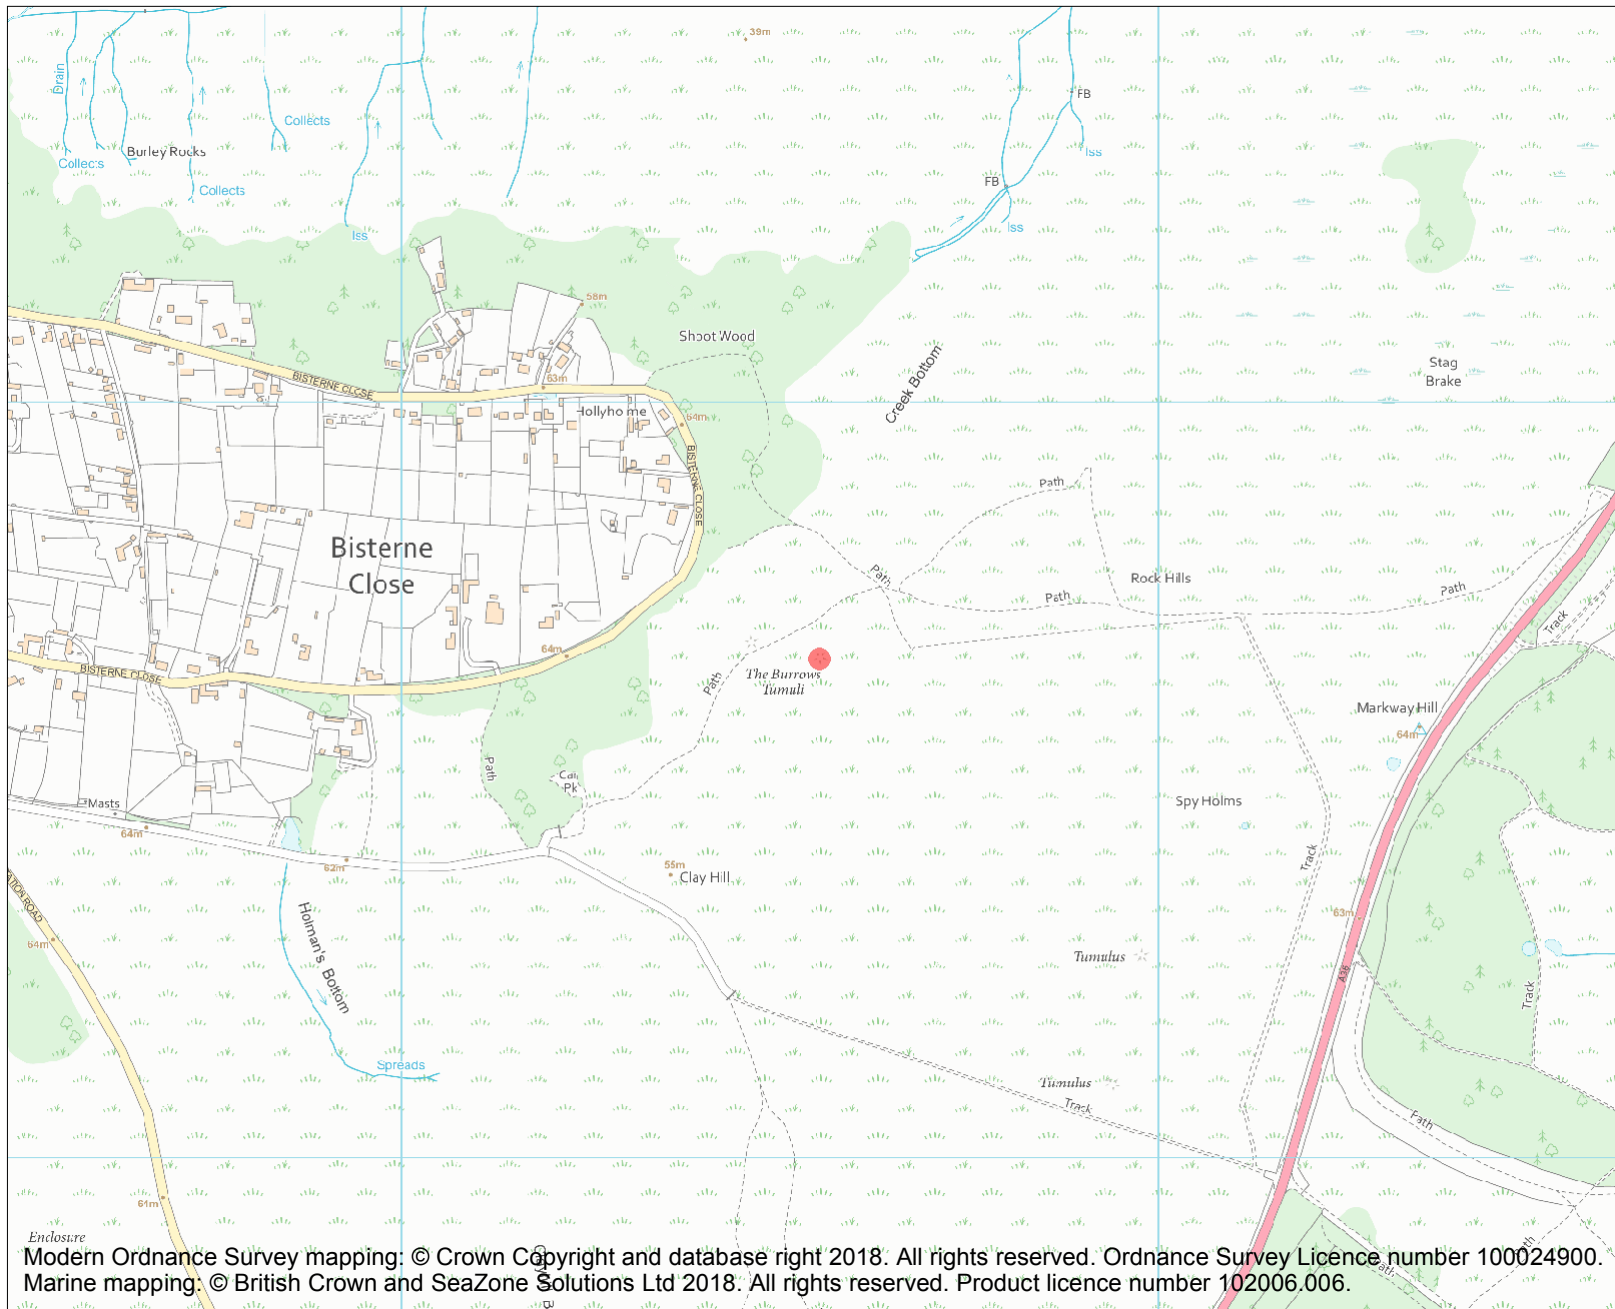 39m
Drain
FB
Collects
Burley Rocks
Collects
Iss
Collects
FB
Iss
Iss
58m
Shoot Wood
Stag
Brake
BISTERNE CLOSE
63m
Creek Bottom
Hollyhome
64m
BISTERNE CLOSE
Path
Bisterne
Close
Path
Rock Hills
Path
Path
Track
64m
BISTERNE CLOSE
The Burrows
Tumuli
Path
Markway Hill
64m
Path
Car
Pk
Masts
64m
Spy Holms
Track
62m
55m
Clay Hill
63m
Holman's Bottom
64m
Tumulus
A35
Track
Spreads
Tumulus
Track
Path
61m
Enclosure
Path
Path
Modern Ordnance Survey mapping: © Crown Copyright and database right 2018. All rights reserved. Ordnance Survey Licence number 100024900.
Marine mapping: © British Crown and SeaZone Solutions Ltd 2018. All rights reserved. Product licence number 102006.006.